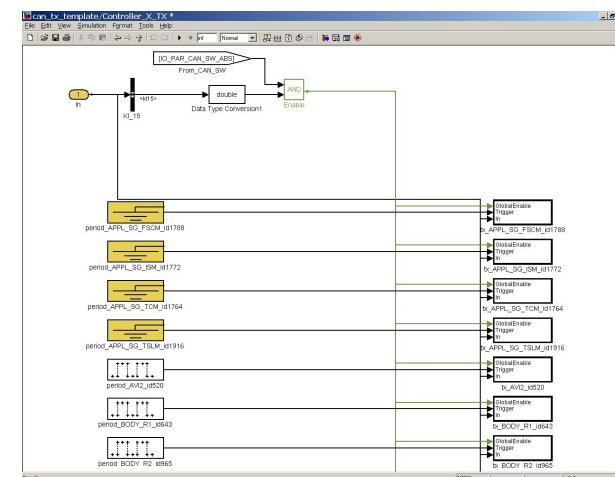 can_tx_template/Controller_X_TX *
File Edit View Simulation Format Tools Help
inf Normal
[IO_PAR_CAN_SW_ABS]
From_CAN_SW
1
In
<kl15>
kl_15
double
Data Type Conversion1
AND
Enable
GlobalEnable
Trigger
In
period_APPL_SG_FSCM_id1788
tx_APPL_SG_FSCM_id1788
GlobalEnable
Trigger
In
period_APPL_SG_ISM_id1772
tx_APPL_SG_ISM_id1772
GlobalEnable
Trigger
In
period_APPL_SG_TCM_id1764
tx_APPL_SG_TCM_id1764
GlobalEnable
Trigger
In
period_APPL_SG_TSLM_id1916
tx_APPL_SG_TSLM_id1916
GlobalEnable
Trigger
In
period_AVI2_id520
tx_AVI2_id520
GlobalEnable
Trigger
In
period_BODY_R1_id643
tx_BODY_R1_id643
GlobalEnable
Trigger
In
period_BODY_R2_id965
tx_BODY_R2_id965